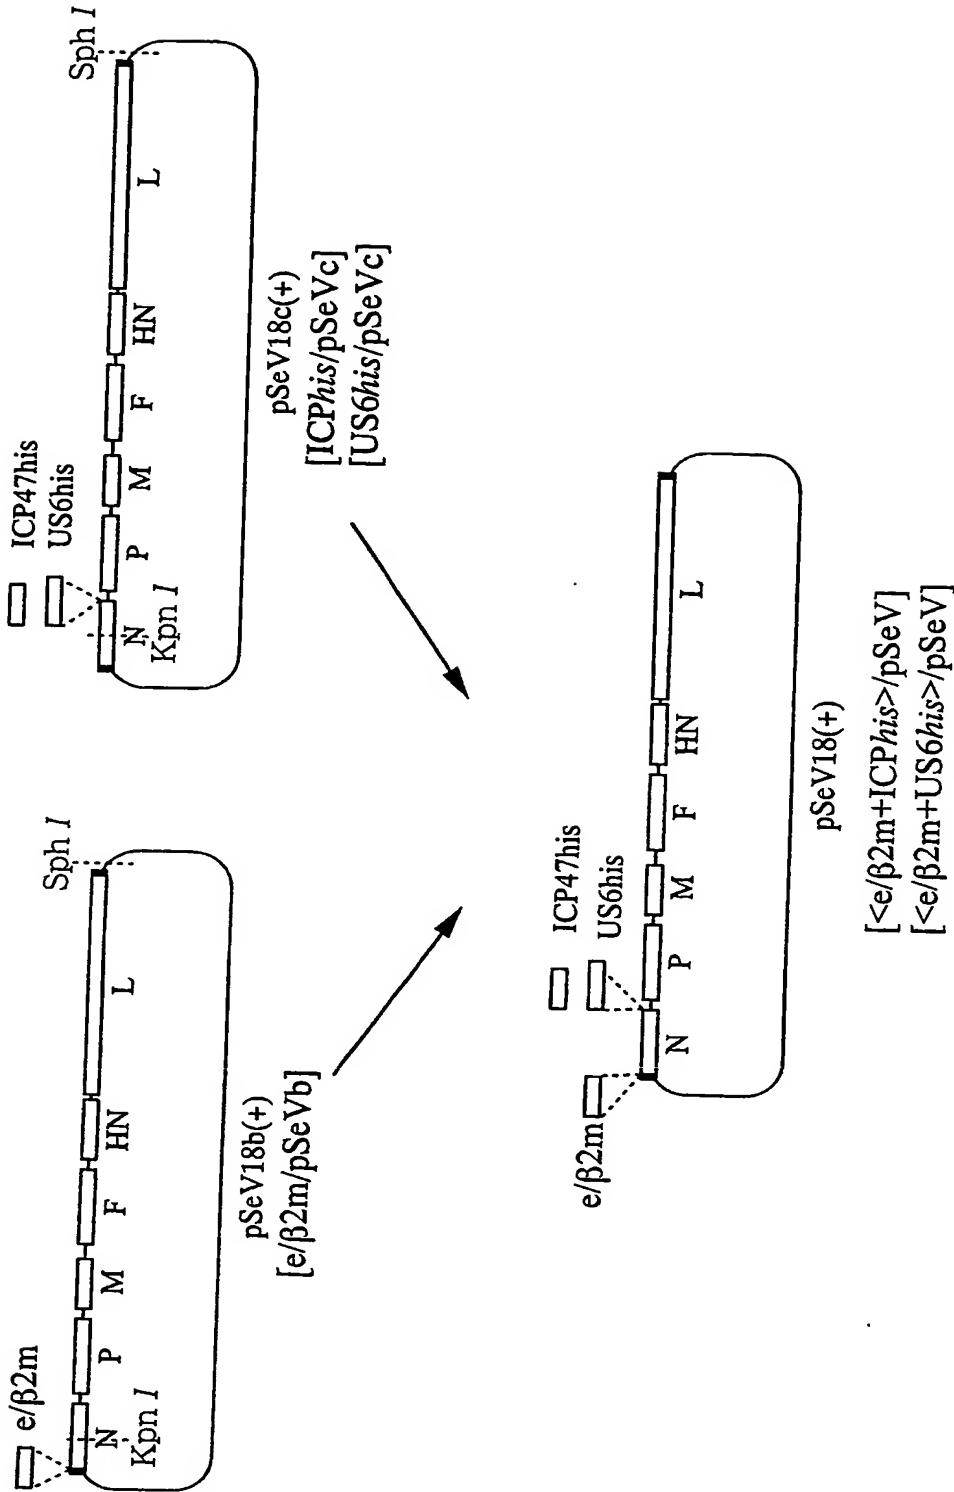 e/β2m
Sph I
N P M F HN L
Kpn I
pSeV18b(+)
[e/β2m/pSeVb]
ICP47his
US6his
Sph I
N P M F HN L
Kpn I
pSeV18c(+)
[ICPhis/pSeVc]
[US6his/pSeVc]
ICP47his
US6his
e/β2m
N P M F HN L
pSeV18(+)
[<e/β2m+ICPhis>/pSeV]
[<e/β2m+US6his>/pSeV]